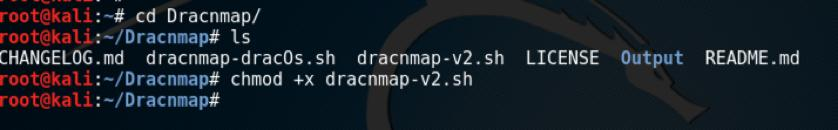 root@kali:~# cd Dracnmap/
root@kali:~/Dracnmap# ls
CHANGELOG.md  dracnmap-dracOs.sh  dracnmap-v2.sh  LICENSE  Output  README.md
root@kali:~/Dracnmap# chmod +x dracnmap-v2.sh
root@kali:~/Dracnmap#